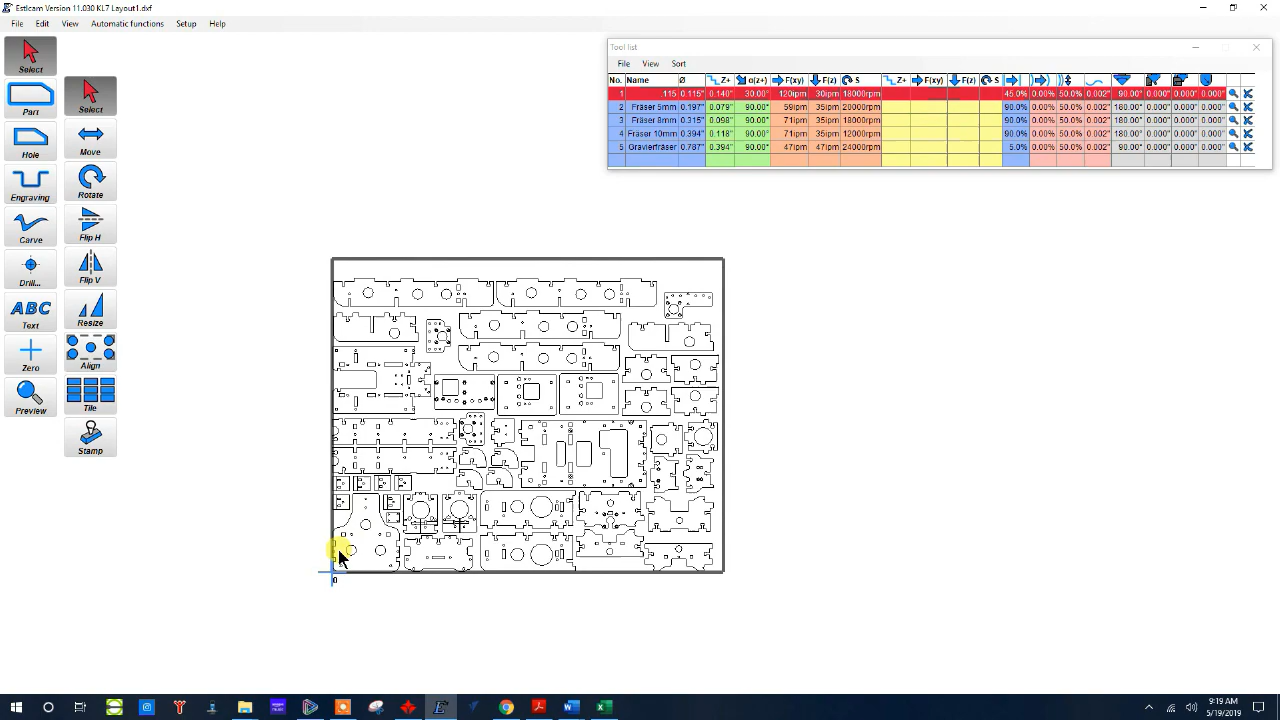 Estlcam Version 11.030 KL7 Layout1.dxf
File Edit View Automatic functions Setup Help
Select
Part
Hole
Engraving
Carve
Drill...
ABC
Text
Zero
Preview
Select
Move
Rotate
Flip H
Flip V
Resize
Align
Tile
Stamp
Tool list
File View Sort
No. Name Ø Z+ α(z+) F(xy) F(z) S Z+ F(xy) F(z) S
1 .115 0.115" 0.140" 30.00° 120ipm 30ipm 18000rpm 45.0% 0.00% 50.0% 0.002" 90.00° 0.000" 0.000" 0.000"
2 Fräser 5mm 0.197" 0.079" 90.00° 59ipm 35ipm 20000rpm 90.0% 0.00% 50.0% 0.002" 180.00° 0.000" 0.000" 0.000"
3 Fräser 8mm 0.315" 0.098" 90.00° 71ipm 35ipm 18000rpm 90.0% 0.00% 50.0% 0.002" 180.00° 0.000" 0.000" 0.000"
4 Fräser 10mm 0.394" 0.118" 90.00° 71ipm 35ipm 12000rpm 90.0% 0.00% 50.0% 0.002" 180.00° 0.000" 0.000" 0.000"
5 Gravierfräser 0.787" 0.394" 90.00° 47ipm 47ipm 24000rpm 5.0% 0.00% 50.0% 0.002" 90.00° 0.000" 0.000" 0.000"
0
9:19 AM
5/19/2019